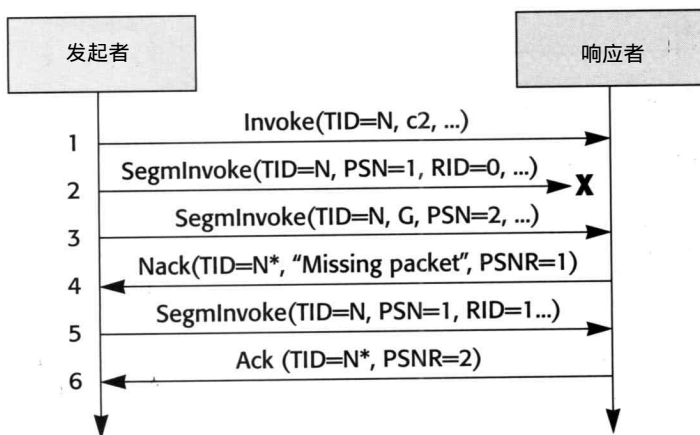 发起者
响应者
Invoke(TID=N, c2, ...)
1
SegmInvoke(TID=N, PSN=1, RID=0, ...)
2
X
SegmInvoke(TID=N, G, PSN=2, ...)
3
Nack(TID=N*, “Missing packet”, PSNR=1)
4
SegmInvoke(TID=N, PSN=1, RID=1...)
5
Ack (TID=N*, PSNR=2)
6